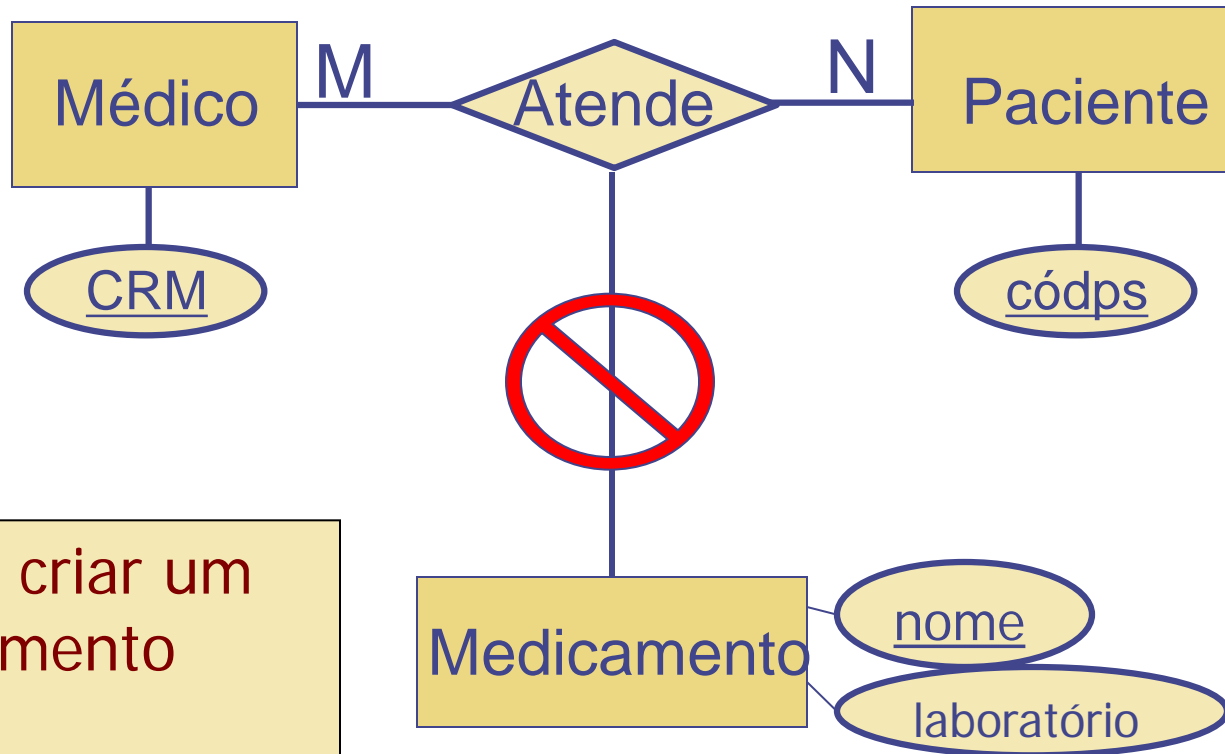 Médico
M
Atende
N
Paciente
CRM
códps
criar um
mento
Medicamento
nome
laboratório